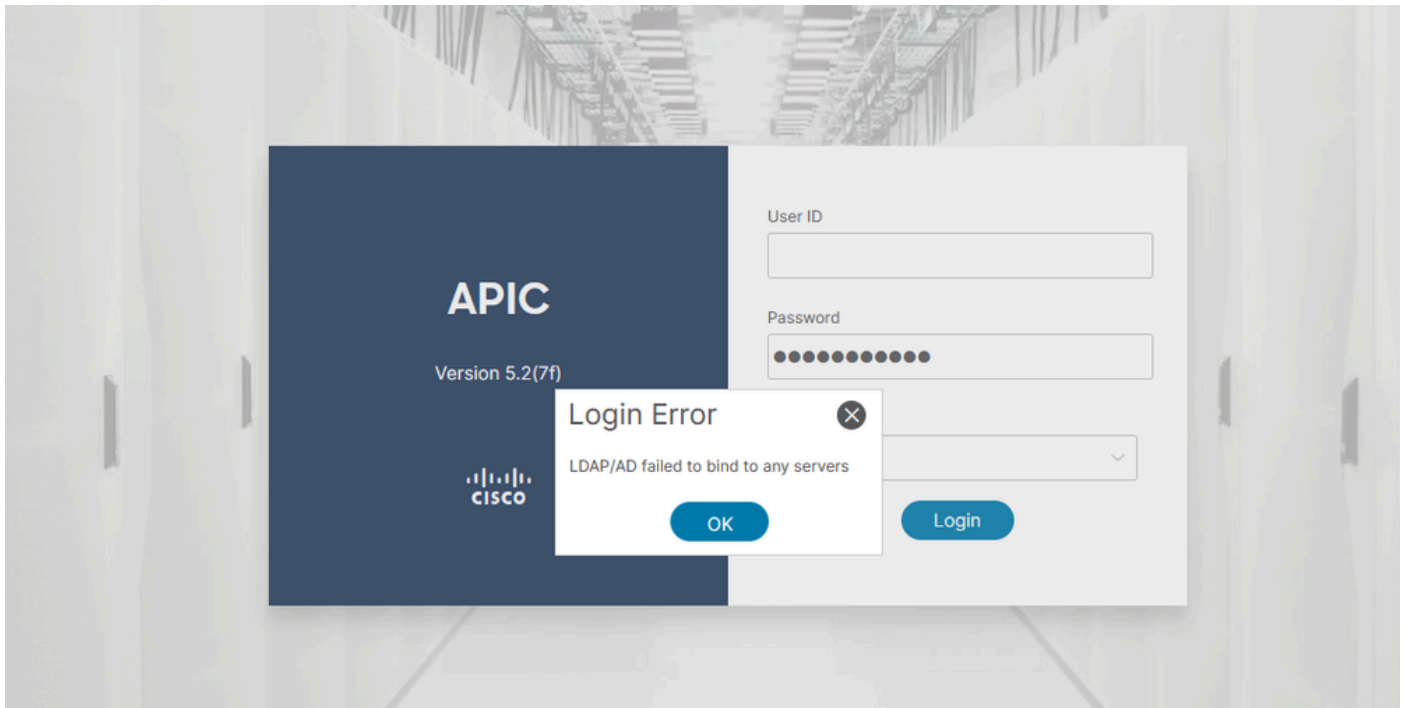 APIC
Version 5.2(7f)
CISCO
User ID
Password
Login Error
LDAP/AD failed to bind to any servers
OK
Login